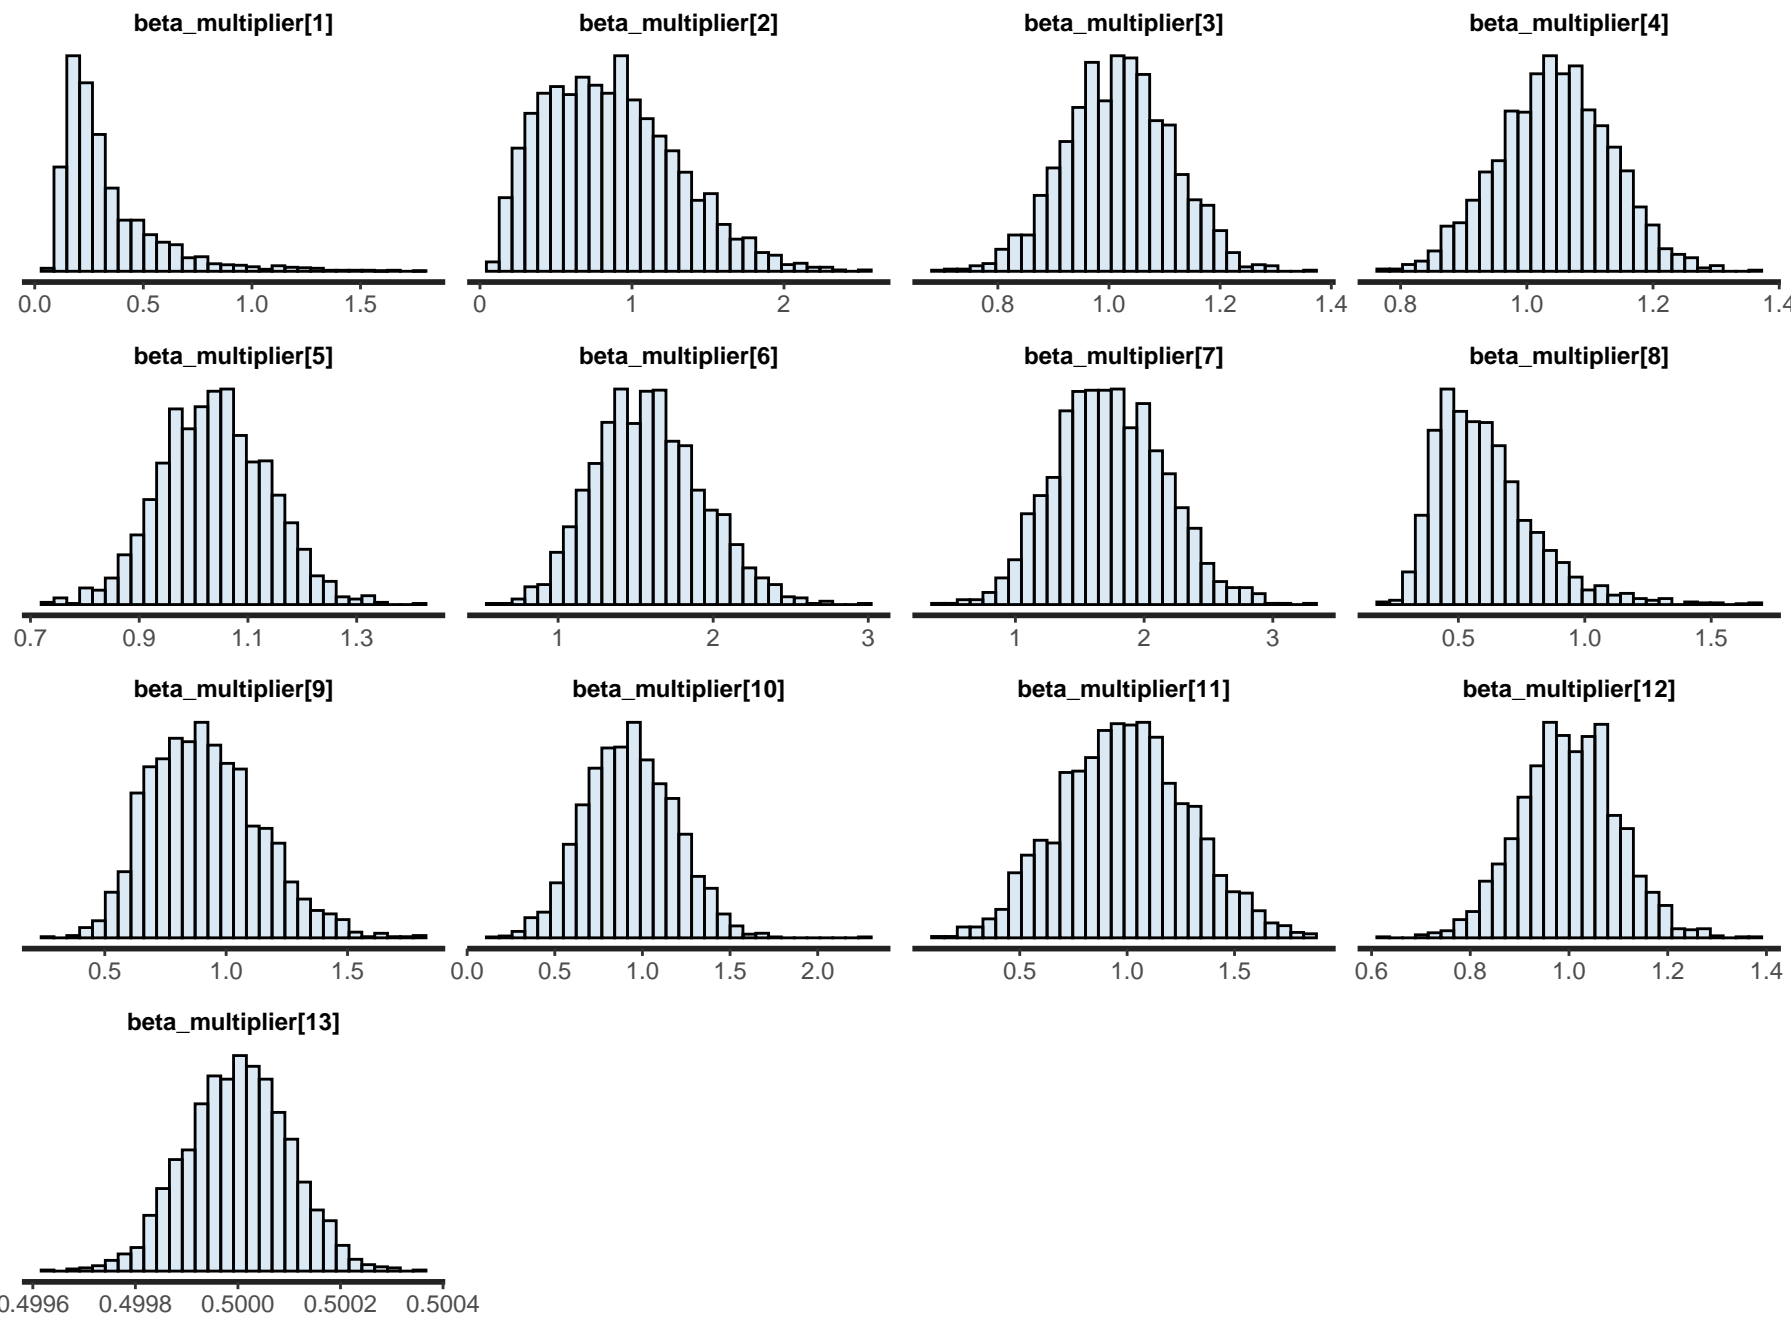 beta_multiplier[1] beta_multiplier[2] beta_multiplier[3] beta_multiplier[4]
0.0 0.5 1.0 1.5 0 1 2 0.8 1.0 1.2 1.4 0.8 1.0 1.2 1.4
beta_multiplier[5] beta_multiplier[6] beta_multiplier[7] beta_multiplier[8]
0.7 0.9 1.1 1.3 1 2 3 1 2 3 0.5 1.0 1.5
beta_multiplier[9] beta_multiplier[10] beta_multiplier[11] beta_multiplier[12]
0.5 1.0 1.5 0.0 0.5 1.0 1.5 2.0 0.5 1.0 1.5 0.6 0.8 1.0 1.2 1.4
beta_multiplier[13]
0.4996 0.4998 0.5000 0.5002 0.5004